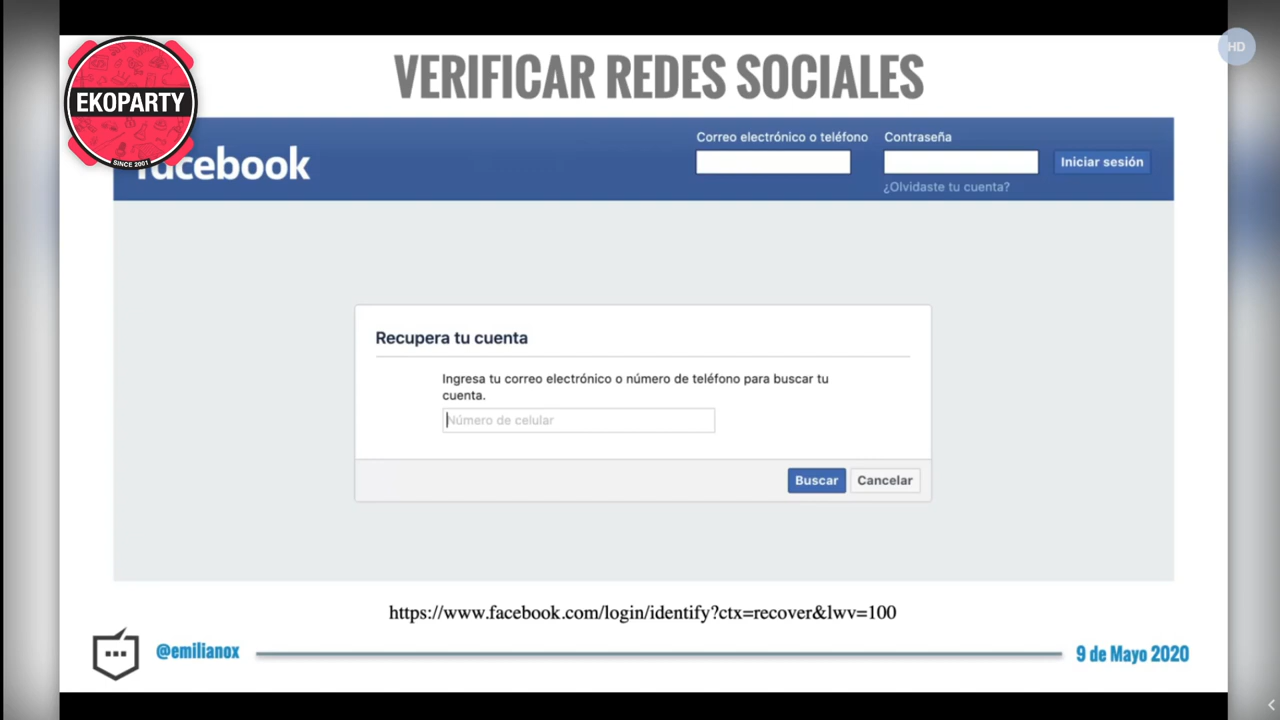 VERIFICAR REDES SOCIALES
HD
EKOPARTY
SINCE 2001
facebook
Correo electrónico o teléfono
Contraseña
Iniciar sesión
¿Olvidaste tu cuenta?
Recupera tu cuenta
Ingresa tu correo electrónico o número de teléfono para buscar tu
cuenta.
Número de celular
Buscar
Cancelar
https://www.facebook.com/login/identify?ctx=recover&lwv=100
@emilianox
9 de Mayo 2020